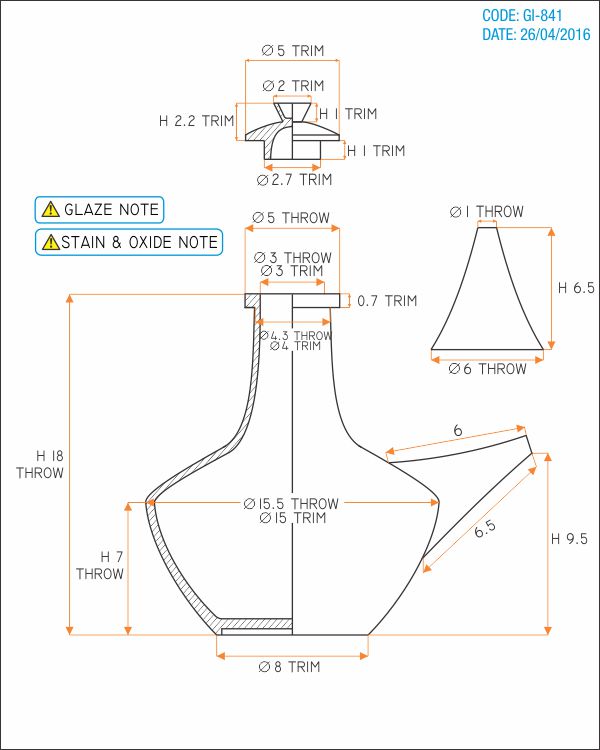 CODE: GI-841
DATE: 26/04/2016
∅ 5 TRIM
∅ 2 TRIM
H 2.2 TRIM
H 1 TRIM
H 1 TRIM
∅ 2.7 TRIM
GLAZE NOTE
STAIN & OXIDE NOTE
∅ 5 THROW
∅ 3 THROW
∅ 3 TRIM
0.7 TRIM
∅ 4.3 THROW
∅ 4 TRIM
∅ 1 THROW
H 6.5
∅ 6 THROW
H 18
THROW
6
∅ 15.5 THROW
∅ 15 TRIM
6.5
H 9.5
H 7
THROW
∅ 8 TRIM